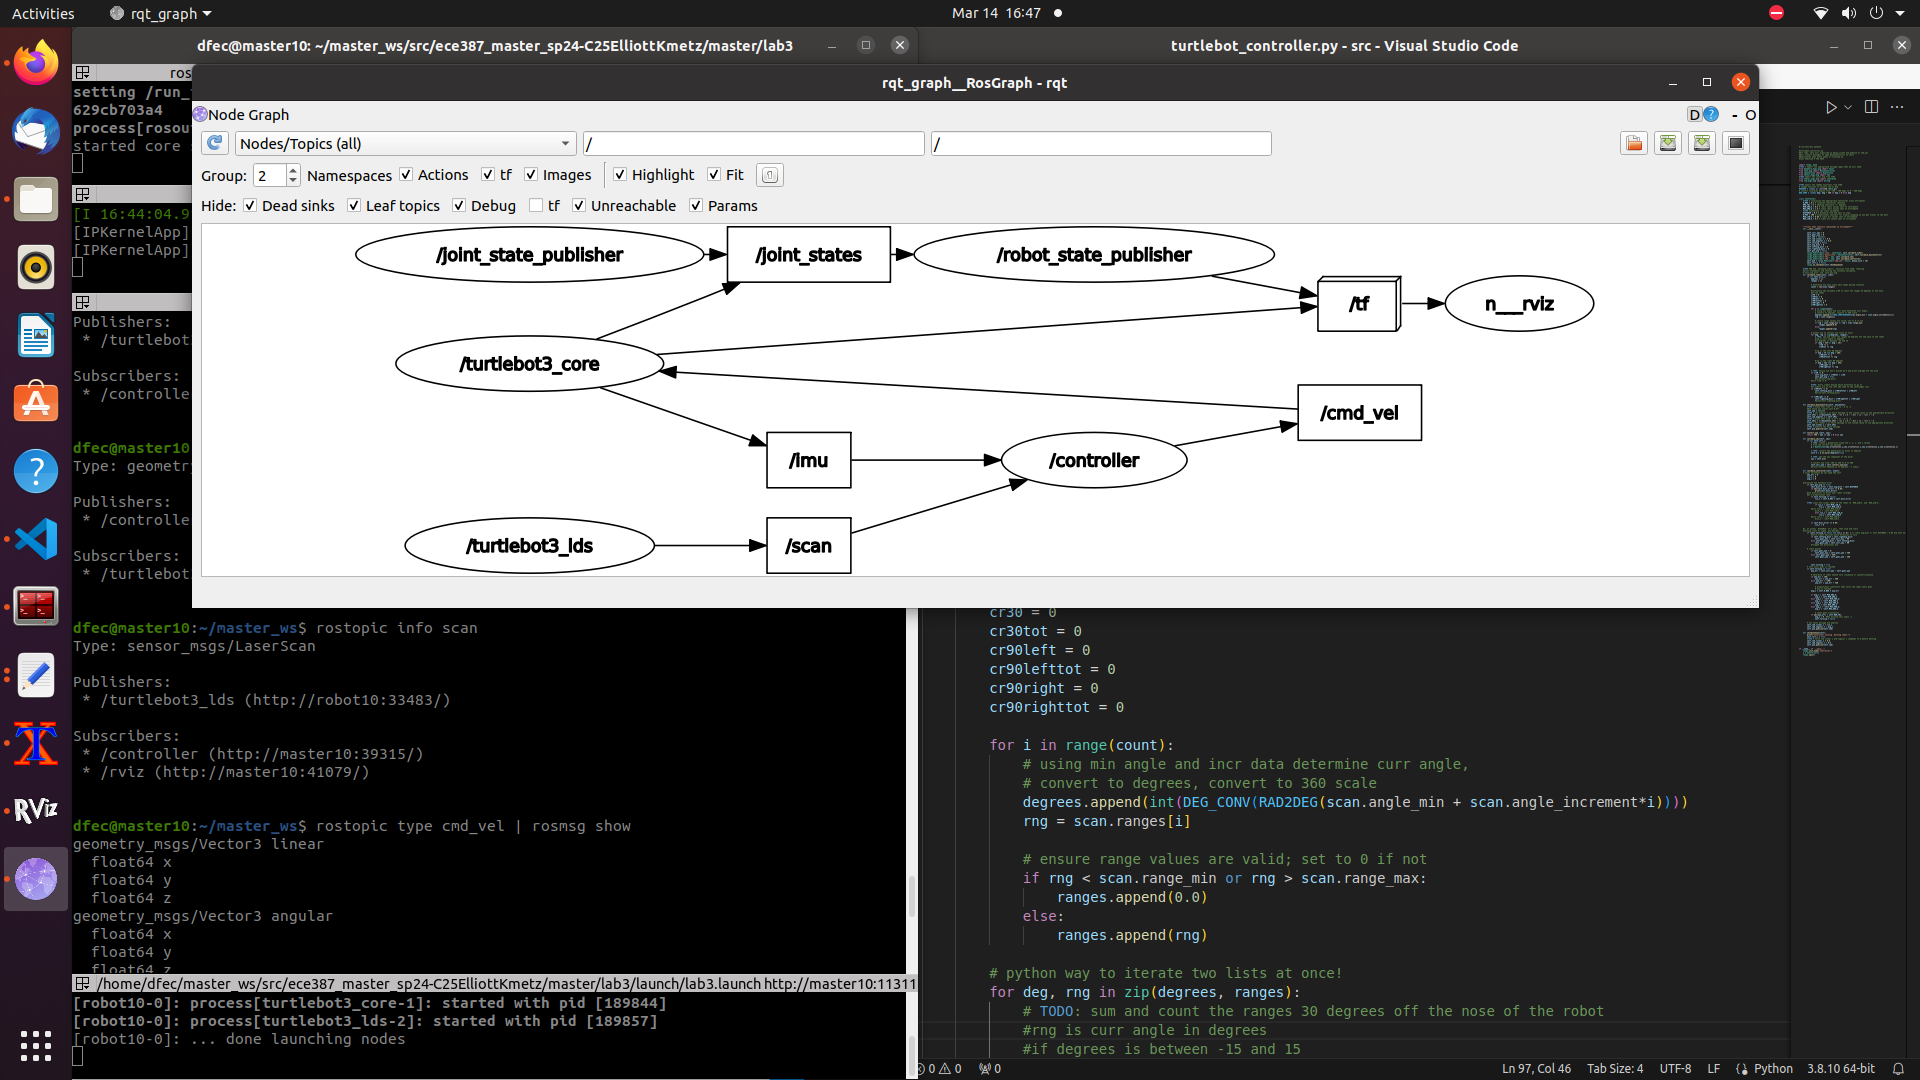 Activities
rqt_graph
Mar 14 16:47
dfec@master10: ~/master_ws/src/ece387_master_sp24-C25ElliottKmetz/master/lab3
turtlebot_controller.py - src - Visual Studio Code
ros
setting /run_
629cb703a4
process[rosou
started core
[I 16:44:04.9
[IPKernelApp]
[IPKernelApp]
Publishers:
* /turtlebot
Subscribers:
* /controlle
dfec@master10
Type: geometry
Publishers:
* /controlle
Subscribers:
* /turtlebot
rqt_graph__RosGraph - rqt
Node Graph
D
?
- O
Nodes/Topics (all)
/
/
Group: 2 Namespaces Actions tf Images Highlight Fit
Hide: Dead sinks Leaf topics Debug tf Unreachable Params
/joint_state_publisher
/joint_states
/robot_state_publisher
/tf
n___rviz
/turtlebot3_core
/cmd_vel
/imu
/controller
/turtlebot3_lds
/scan
dfec@master10:~/master_ws$ rostopic info scan
Type: sensor_msgs/LaserScan
Publishers:
* /turtlebot3_lds (http://robot10:33483/)
Subscribers:
* /controller (http://master10:39315/)
* /rviz (http://master10:41079/)
dfec@master10:~/master_ws$ rostopic type cmd_vel | rosmsg show
geometry_msgs/Vector3 linear
float64 x
float64 y
float64 z
geometry_msgs/Vector3 angular
float64 x
float64 y
float64 z
/home/dfec/master_ws/src/ece387_master_sp24-C25ElliottKmetz/master/lab3/launch/lab3.launch http://master10:11311
[robot10-0]: process[turtlebot3_core-1]: started with pid [189844]
[robot10-0]: process[turtlebot3_lds-2]: started with pid [189857]
[robot10-0]: ... done launching nodes
cr30 = 0
cr30tot = 0
cr90left = 0
cr90lefttot = 0
cr90right = 0
cr90righttot = 0
for i in range(count):
# using min angle and incr data determine curr angle,
# convert to degrees, convert to 360 scale
degrees.append(int(DEG_CONV(RAD2DEG(scan.angle_min + scan.angle_increment*i))))
rng = scan.ranges[i]
# ensure range values are valid; set to 0 if not
if rng < scan.range_min or rng > scan.range_max:
ranges.append(0.0)
else:
ranges.append(rng)
# python way to iterate two lists at once!
for deg, rng in zip(degrees, ranges):
# TODO: sum and count the ranges 30 degrees off the nose of the robot
#rng is curr angle in degrees
#if degrees is between -15 and 15
0 0 0
Ln 97, Col 46 Tab Size: 4 UTF-8 LF Python 3.8.10 64-bit
RViz